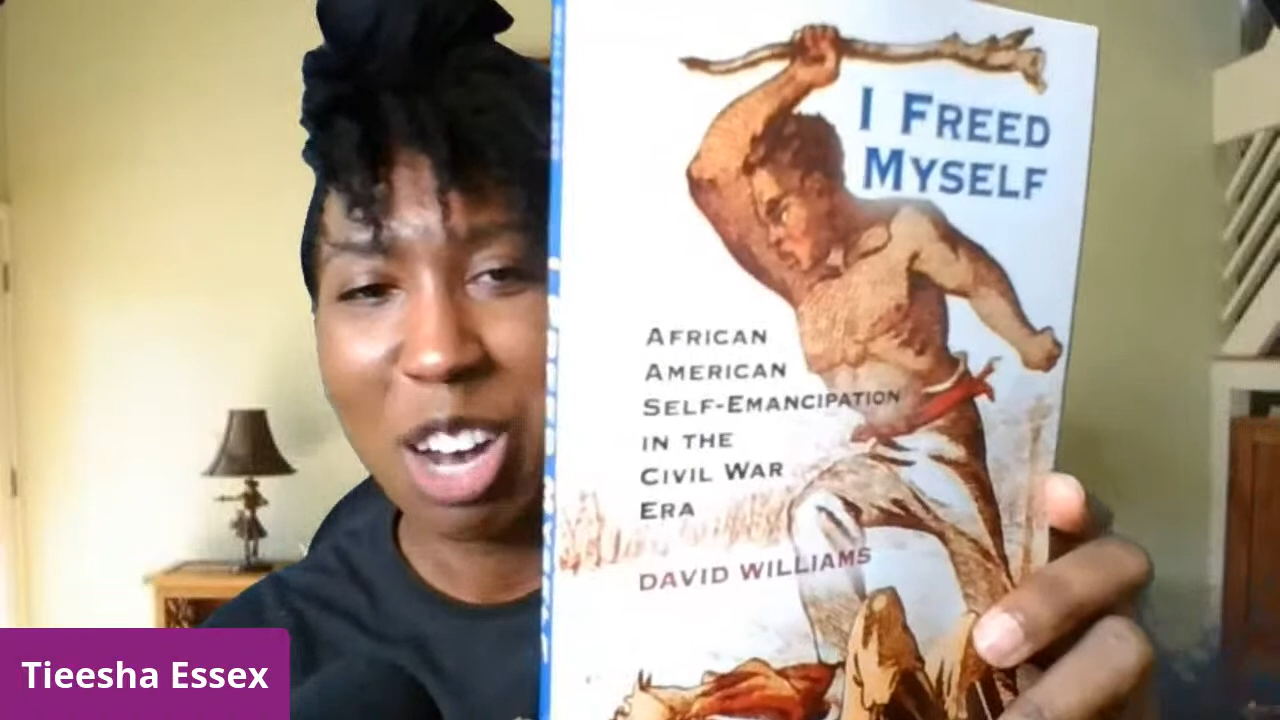 I FREED
MYSELF
AFRICAN
AMERICAN
SELF-EMANCIPATION
IN THE
CIVIL WAR
ERA
DAVID WILLIAMS
Tieesha Essex